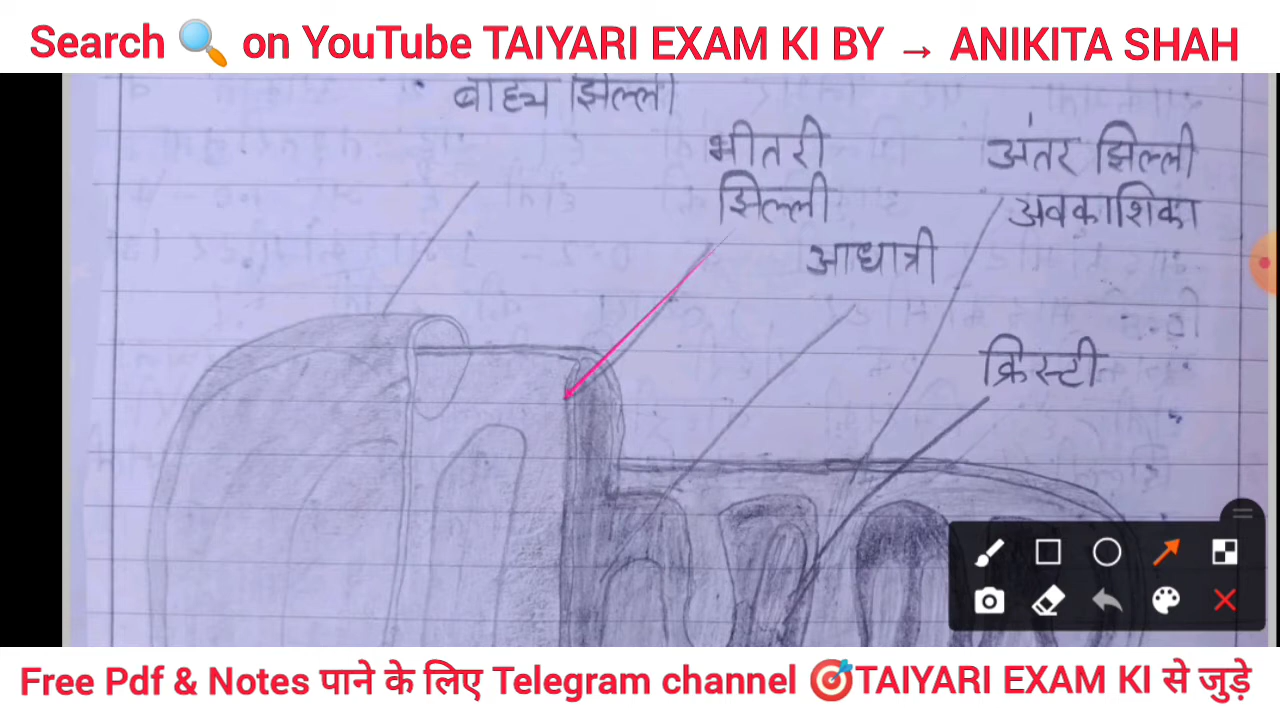 Search 🔍 on YouTube TAIYARI EXAM KI BY → ANIKITA SHAH
बाह्य झिल्ली
भीतरी
झिल्ली
अंतर झिल्ली
अवकाशिका
आधात्री
क्रिस्टी
Free Pdf & Notes पाने के लिए Telegram channel 🎯TAIYARI EXAM KI से जुड़े